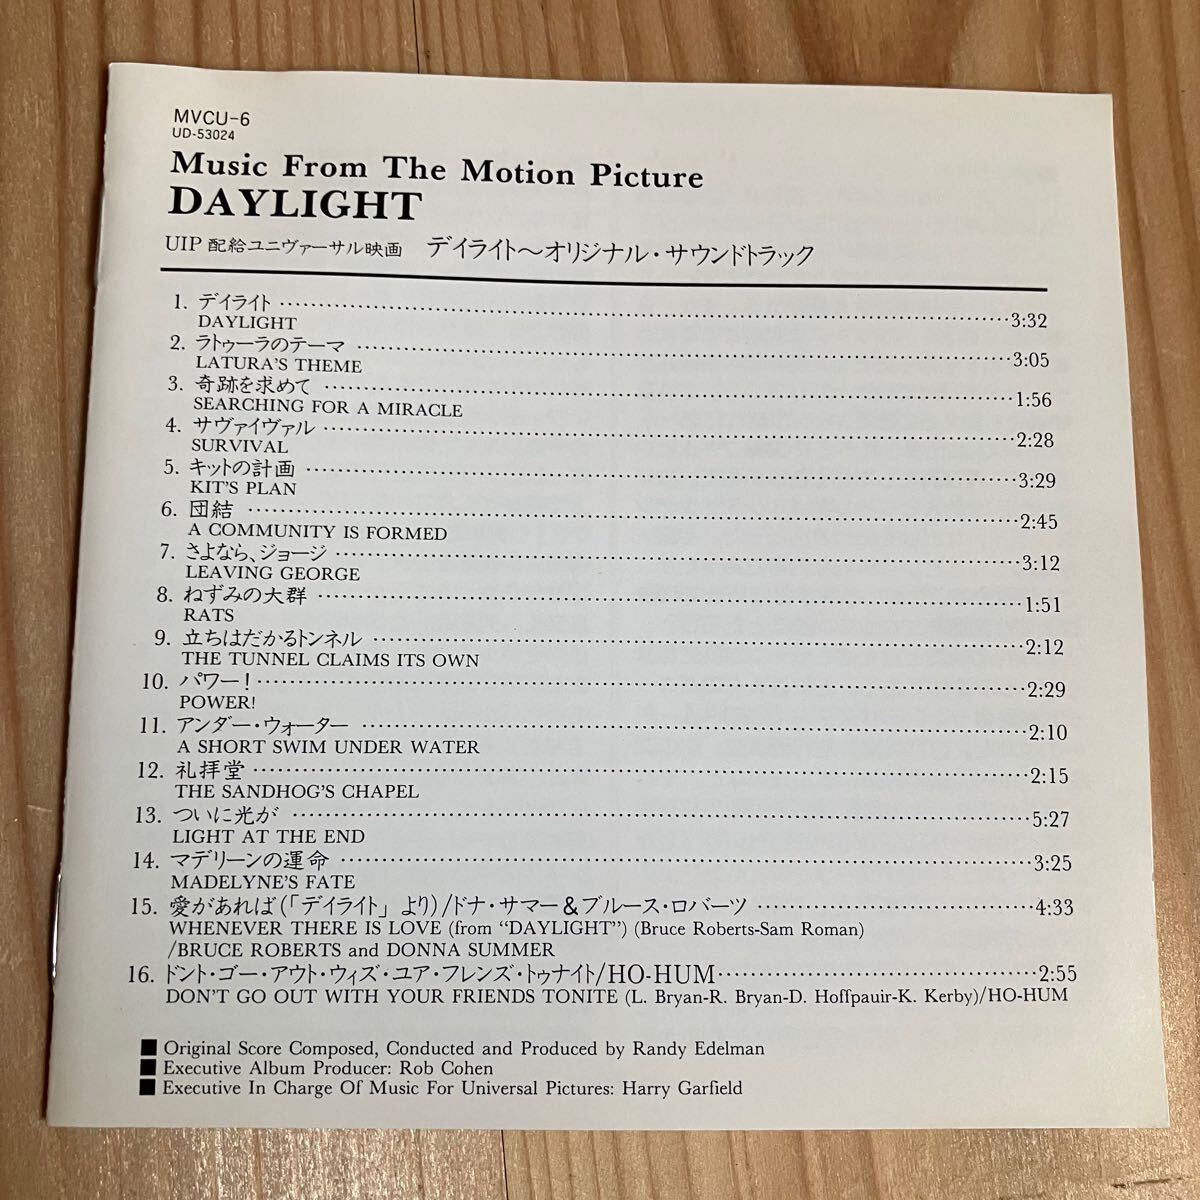 MVCU-6
UD-53024
Music From The Motion Picture
DAYLIGHT
UIP 配給ユニヴァーサル映画 デイライト〜オリジナル・サウンドトラック
1. デイライト 3:32
DAYLIGHT
2. ラトゥーラのテーマ 3:05
LATURA'S THEME
3. 奇跡を求めて 1:56
SEARCHING FOR A MIRACLE
4. サヴァイヴァル 2:28
SURVIVAL
5. キットの計画 3:29
KIT'S PLAN
6. 団結 2:45
A COMMUNITY IS FORMED
7. さよなら、ジョージ 3:12
LEAVING GEORGE
8. ねずみの大群 1:51
RATS
9. 立ちはだかるトンネル 2:12
THE TUNNEL CLAIMS ITS OWN
10. パワー! 2:29
POWER!
11. アンダー・ウォーター 2:10
A SHORT SWIM UNDER WATER
12. 礼拝堂 2:15
THE SANDHOG'S CHAPEL
13. ついに光が 5:27
LIGHT AT THE END
14. マデリーンの運命 3:25
MADELYNE'S FATE
15. 愛があれば(「デイライト」より)/ドナ・サマー&ブルース・ロバーツ 4:33
WHENEVER THERE IS LOVE (from “DAYLIGHT”) (Bruce Roberts-Sam Roman)
/BRUCE ROBERTS and DONNA SUMMER
16. ドント・ゴー・アウト・ウィズ・ユア・フレンズ・トゥナイト/HO-HUM 2:55
DON'T GO OUT WITH YOUR FRIENDS TONITE (L. Bryan-R. Bryan-D. Hoffpauir-K. Kerby)/HO-HUM
■ Original Score Composed, Conducted and Produced by Randy Edelman
■ Executive Album Producer: Rob Cohen
■ Executive In Charge Of Music For Universal Pictures: Harry Garfield